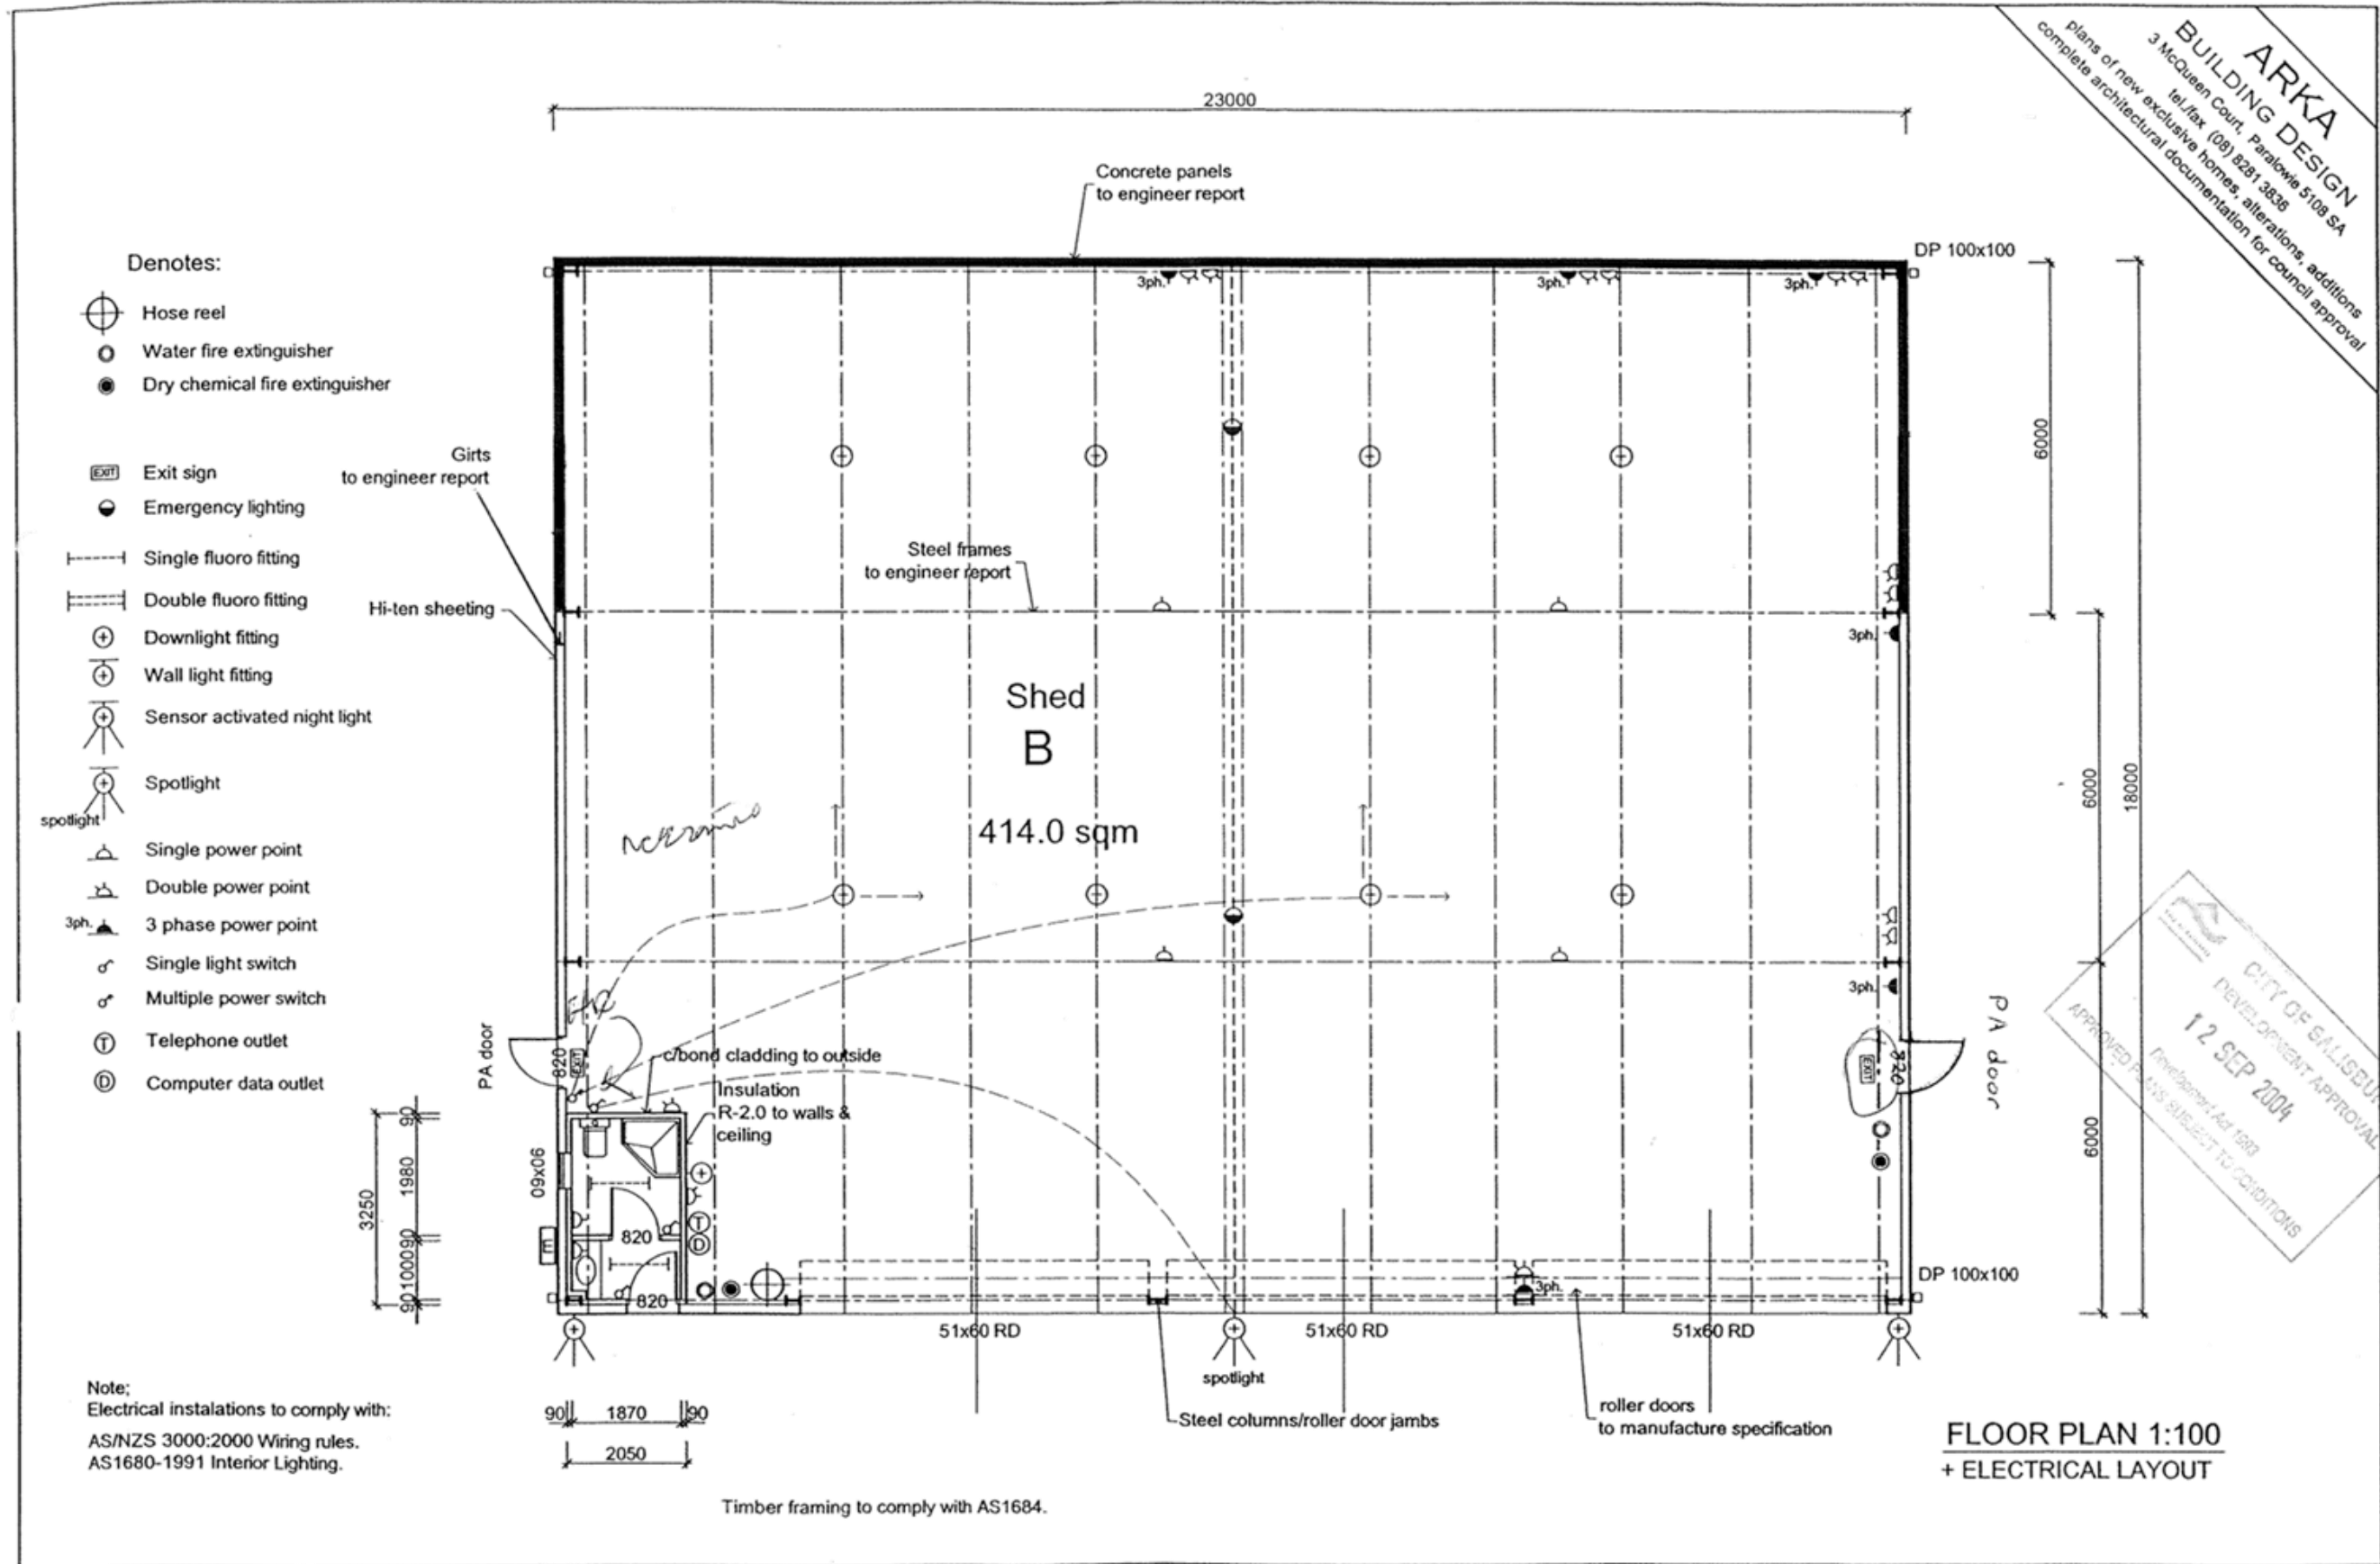 ARKA
BUILDING DESIGN
3 McQueen Court, Paralowie 5108 SA
tel./fax (08) 8281 3836
plans of new exclusive homes, alterations, additions
complete architectural documentation for council approval
23000
Concrete panels
to engineer report
DP 100x100
Denotes:
Hose reel
Water fire extinguisher
Dry chemical fire extinguisher
EXIT Exit sign
Emergency lighting
Single fluoro fitting
Double fluoro fitting
Downlight fitting
Wall light fitting
Sensor activated night light
Spotlight
spotlight
Single power point
Double power point
3ph. 3 phase power point
Single light switch
Multiple power switch
T Telephone outlet
D Computer data outlet
3ph.
3ph.
3ph.
Girts
to engineer report
Hi-ten sheeting
Steel frames
to engineer report
6000
3ph.
Shed
B
414.0 sqm
6000
18000
3ph.
PA door
820
EXIT
c/bond cladding to outside
Insulation
R-2.0 to walls &
ceiling
EXIT
820
PA door
CITY OF SALISBURY
DEVELOPMENT APPROVAL
12 SEP 2004
Development Act 1993
APPROVED PLANS SUBJECT TO CONDITIONS
6000
90
1980
90
1000
90
3250
09x06
E
820
T
D
820
3ph.
DP 100x100
51x60 RD
51x60 RD
51x60 RD
spotlight
Steel columns/roller door jambs
roller doors
to manufacture specification
90
1870
90
2050
Note;
Electrical instalations to comply with:
AS/NZS 3000:2000 Wiring rules.
AS1680-1991 Interior Lighting.
Timber framing to comply with AS1684.
FLOOR PLAN 1:100
+ ELECTRICAL LAYOUT